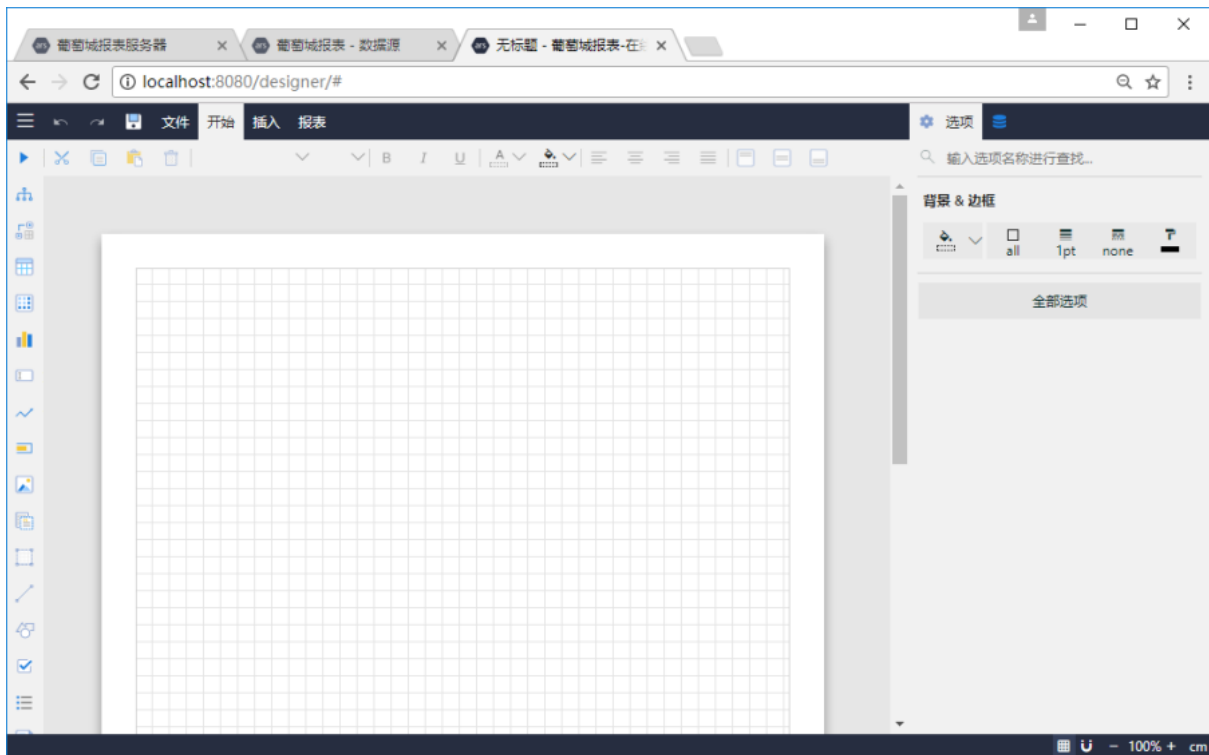 葡萄城报表服务器
葡萄城报表 - 数据源
无标题 - 葡萄城报表-在
localhost:8080/designer/#
文件 开始 插入 报表
选项
B I U A
输入选项名称进行查找...
背景 & 边框
all 1pt none
全部选项
- 100% + cm